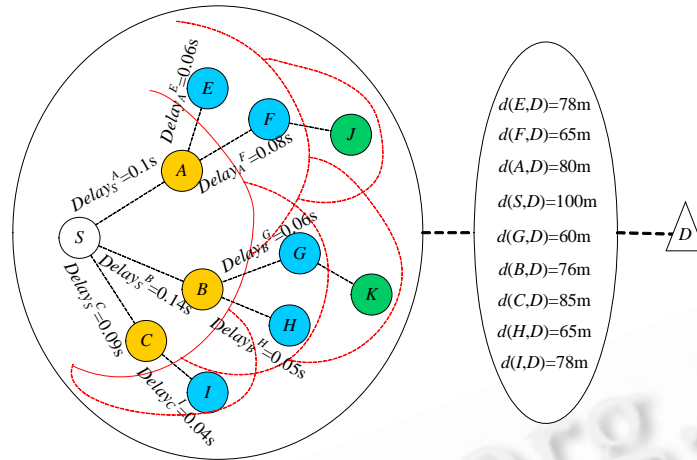 E
Delay_A^E=0.06s
F
J
Delay_A^F=0.08s
A
Delay_S^A=0.1s
S
Delay_B^G=0.06s
G
Delay_S^B=0.14s
B
K
Delay_S^C=0.09s
H
Delay_B^H=0.05s
C
I
Delay_C^I=0.04s
d(E,D)=78m
d(F,D)=65m
d(A,D)=80m
d(S,D)=100m
d(G,D)=60m
d(B,D)=76m
d(C,D)=85m
d(H,D)=65m
d(I,D)=78m
D